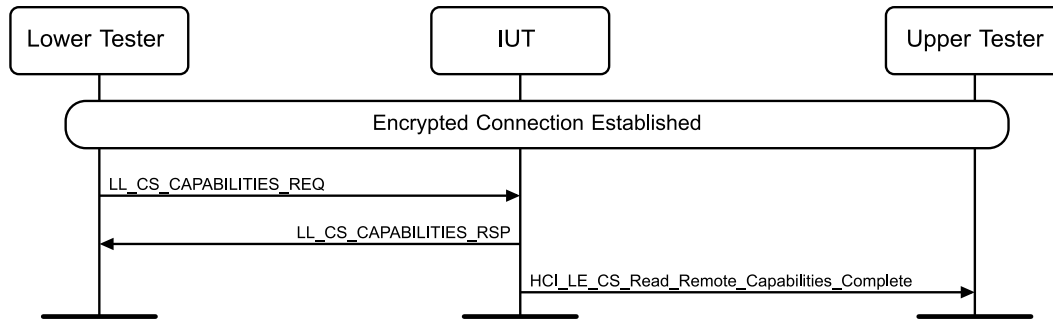 Lower Tester
IUT
Upper Tester
Encrypted Connection Established
LL_CS_CAPABILITIES_REQ
LL_CS_CAPABILITIES_RSP
HCI_LE_CS_Read_Remote_Capabilities_Complete